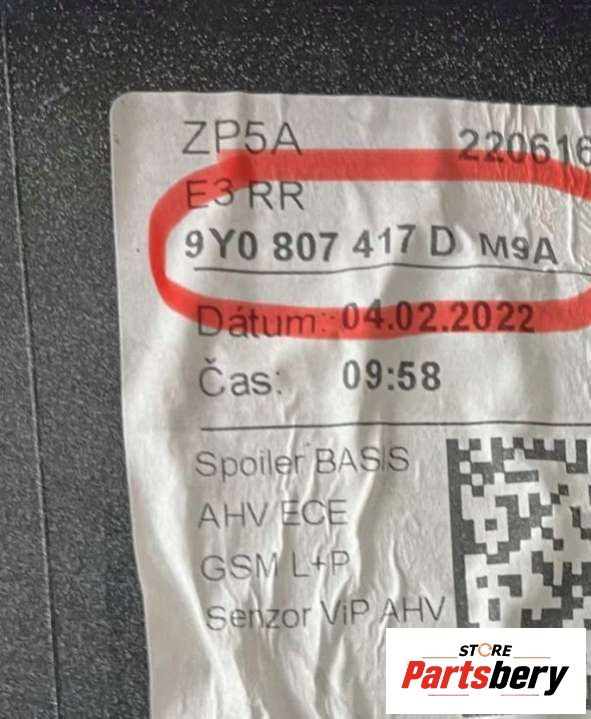 ZP5A 220616
E3 RR
9Y0 807 417 D M9A
Dátum: 04.02.2022
Čas: 09:58
Spoiler BASIS
AHV ECE
GSM L+P
Senzor ViP AHV
STORE
Partsbery